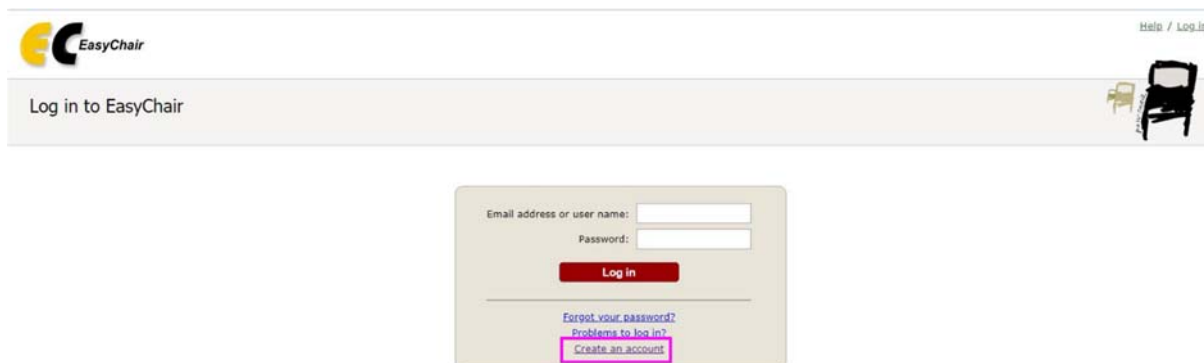 EC EasyChair
Help / Log in
Log in to EasyChair
Email address or user name:
Password:
Log in
Forgot your password?
Problems to log in?
Create an account